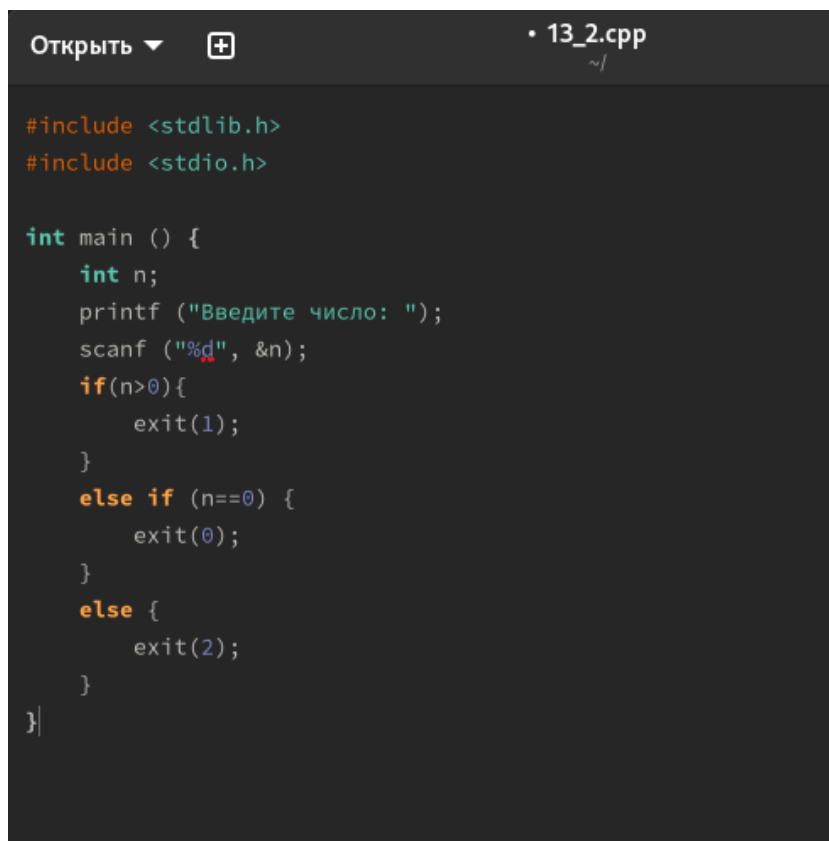 Открыть
• 13_2.cpp
~/
#include <stdlib.h>
#include <stdio.h>
int main () {
    int n;
    printf ("Введите число: ");
    scanf ("%d", &n);
    if(n>0){
        exit(1);
    }
    else if (n==0) {
        exit(0);
    }
    else {
        exit(2);
    }
}